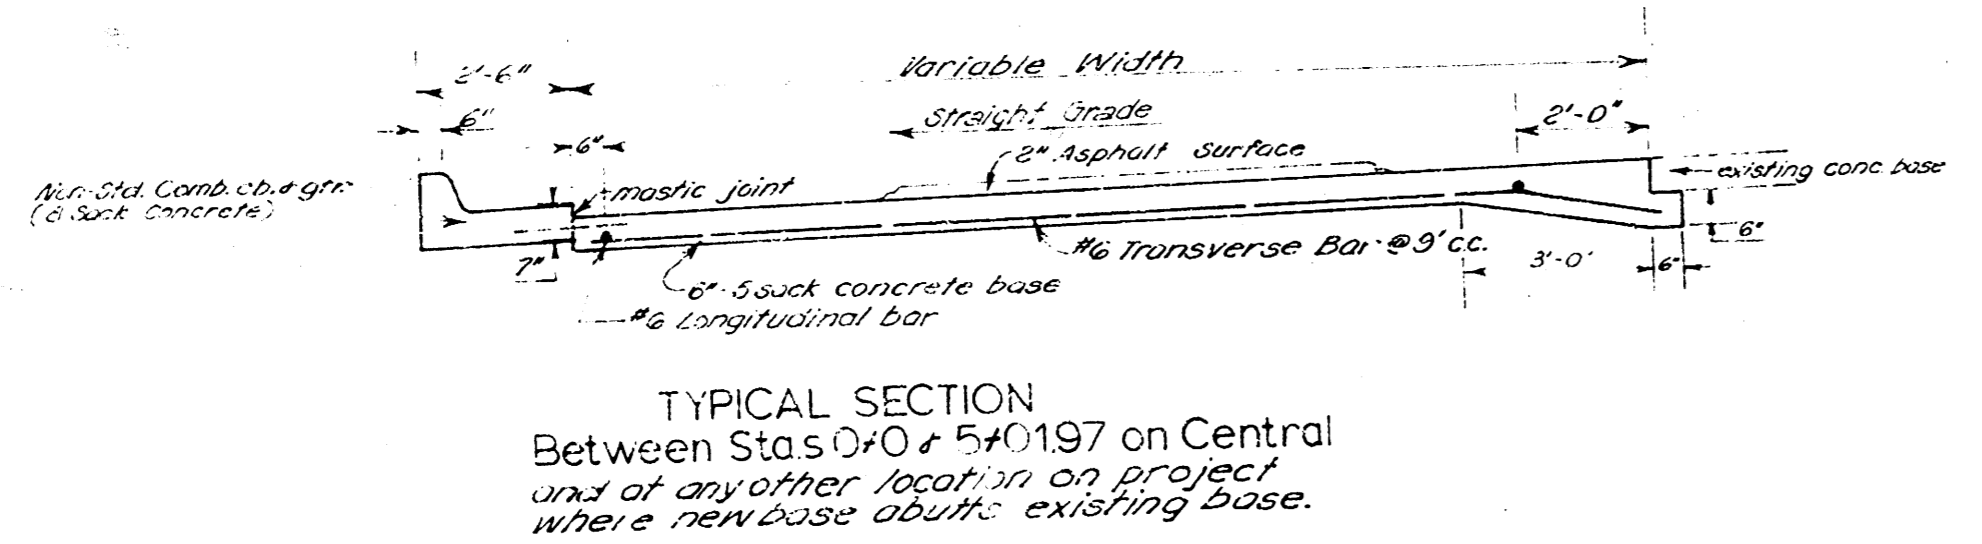 2'-6"
Variable Width
6"
Straight Grade
2'-0"
6"
2" Asphalt Surface
existing conc. base
Non-Std. Comb. cb. & gtr.
(6 Sack Concrete)
mastic joint
7"
#6 Transverse Bar @ 9' c.c.
6"
3'-0"
6"
6"-5 sack concrete base
#6 Longitudinal bar
TYPICAL SECTION
Between Sta.s 0+0 & 5+01.97 on Central
and at any other location on project
where new base abutts existing base.